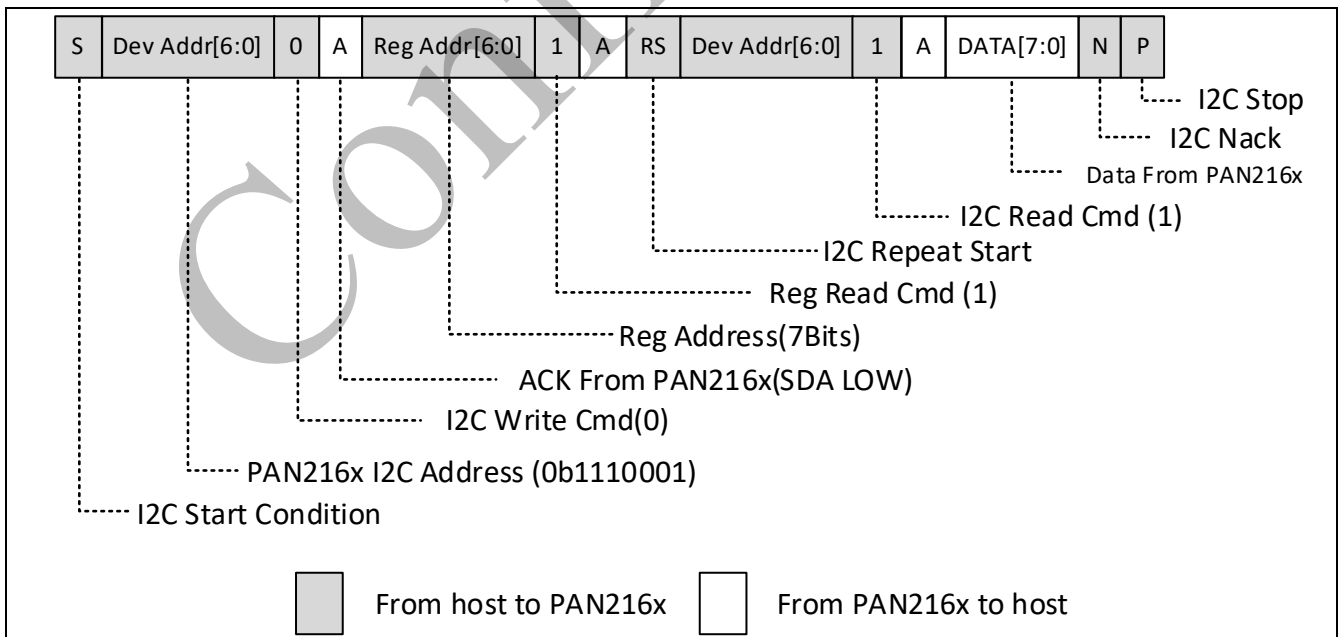 S Dev Addr[6:0] 0 A Reg Addr[6:0] 1 A RS Dev Addr[6:0] 1 A DATA[7:0] N P
I2C Stop
I2C Nack
Data From PAN216x
I2C Read Cmd (1)
I2C Repeat Start
Reg Read Cmd (1)
Reg Address(7Bits)
ACK From PAN216x(SDA LOW)
I2C Write Cmd(0)
PAN216x I2C Address (0b1110001)
I2C Start Condition
From host to PAN216x From PAN216x to host
Con